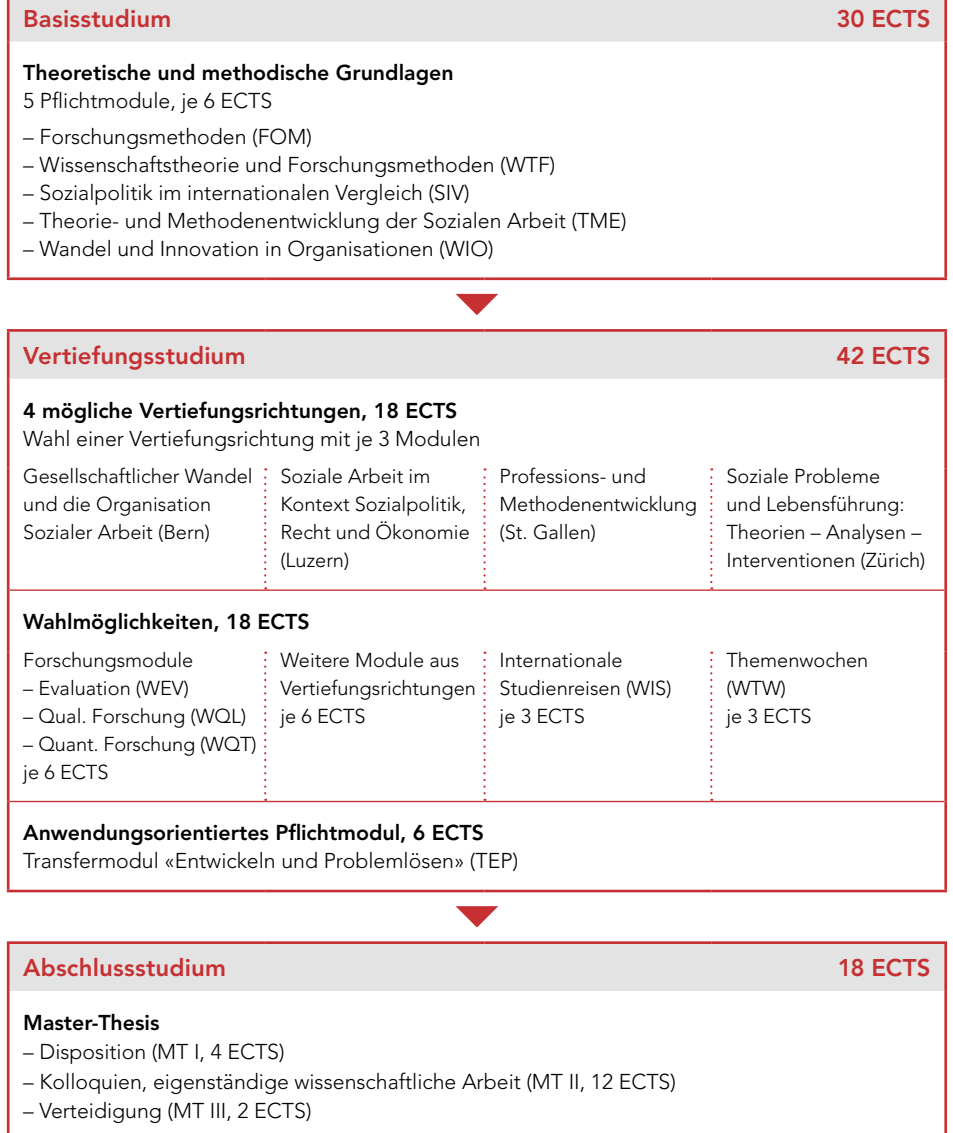 Basisstudium 30 ECTS
Theoretische und methodische Grundlagen
5 Pflichtmodule, je 6 ECTS
– Forschungsmethoden (FOM)
– Wissenschaftstheorie und Forschungsmethoden (WTF)
– Sozialpolitik im internationalen Vergleich (SIV)
– Theorie- und Methodenentwicklung der Sozialen Arbeit (TME)
– Wandel und Innovation in Organisationen (WIO)
Vertiefungsstudium 42 ECTS
4 mögliche Vertiefungsrichtungen, 18 ECTS
Wahl einer Vertiefungsrichtung mit je 3 Modulen
Gesellschaftlicher Wandel
und die Organisation
Sozialer Arbeit (Bern)
Soziale Arbeit im
Kontext Sozialpolitik,
Recht und Ökonomie
(Luzern)
Professions- und
Methodenentwicklung
(St. Gallen)
Soziale Probleme
und Lebensführung:
Theorien – Analysen –
Interventionen (Zürich)
Wahlmöglichkeiten, 18 ECTS
Forschungsmodule
– Evaluation (WEV)
– Qual. Forschung (WQL)
– Quant. Forschung (WQT)
je 6 ECTS
Weitere Module aus
Vertiefungsrichtungen
je 6 ECTS
Internationale
Studienreisen (WIS)
je 3 ECTS
Themenwochen
(WTW)
je 3 ECTS
Anwendungsorientiertes Pflichtmodul, 6 ECTS
Transfermodul «Entwickeln und Problemlösen» (TEP)
Abschlussstudium 18 ECTS
Master-Thesis
– Disposition (MT I, 4 ECTS)
– Kolloquien, eigenständige wissenschaftliche Arbeit (MT II, 12 ECTS)
– Verteidigung (MT III, 2 ECTS)